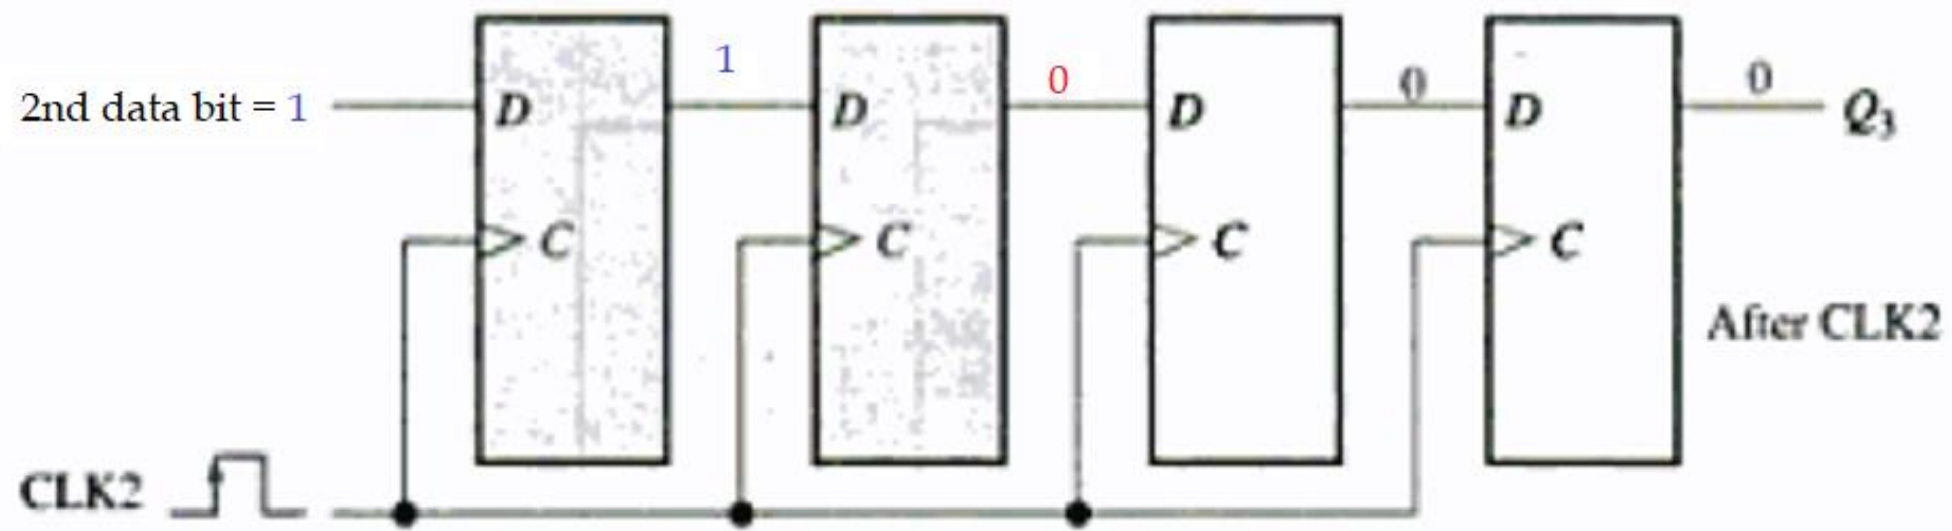 1
0
0
0
2nd data bit = 1
D
D
D
D
Q₃
C
C
C
C
After CLK2
CLK2